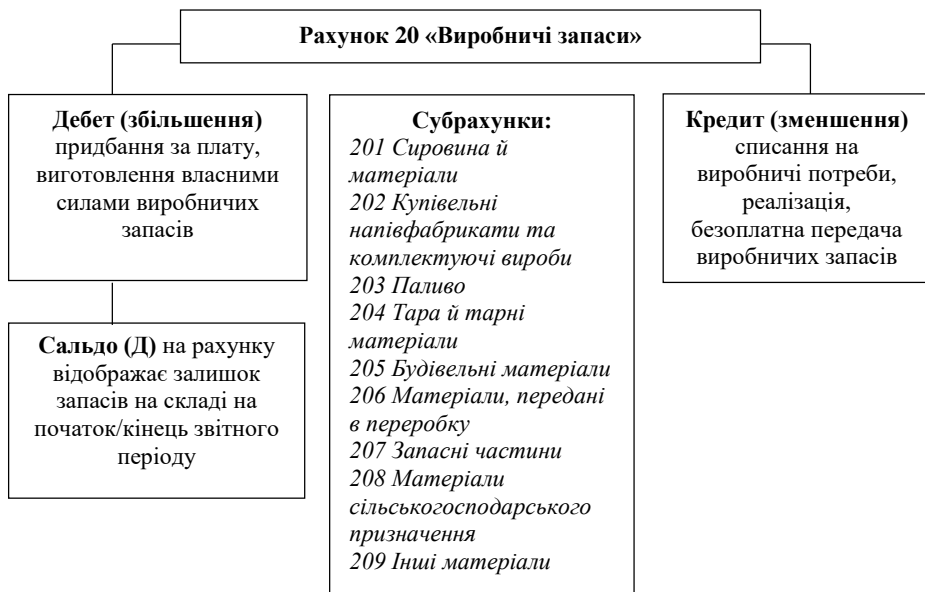 Рахунок 20 «Виробничі запаси»
Дебет (збільшення)
придбання за плату,
виготовлення власними
силами виробничих
запасів
Сальдо (Д) на рахунку
відображає залишок
запасів на складі на
початок/кінець звітного
періоду
Субрахунки:
201 Сировина й
матеріали
202 Купівельні
напівфабрикати та
комплектуючі вироби
203 Паливо
204 Тара й тарні
матеріали
205 Будівельні матеріали
206 Матеріали, передані
в переробку
207 Запасні частини
208 Матеріали
сільськогосподарського
призначення
209 Інші матеріали
Кредит (зменшення)
списання на
виробничі потреби,
реалізація,
безоплатна передача
виробничих запасів